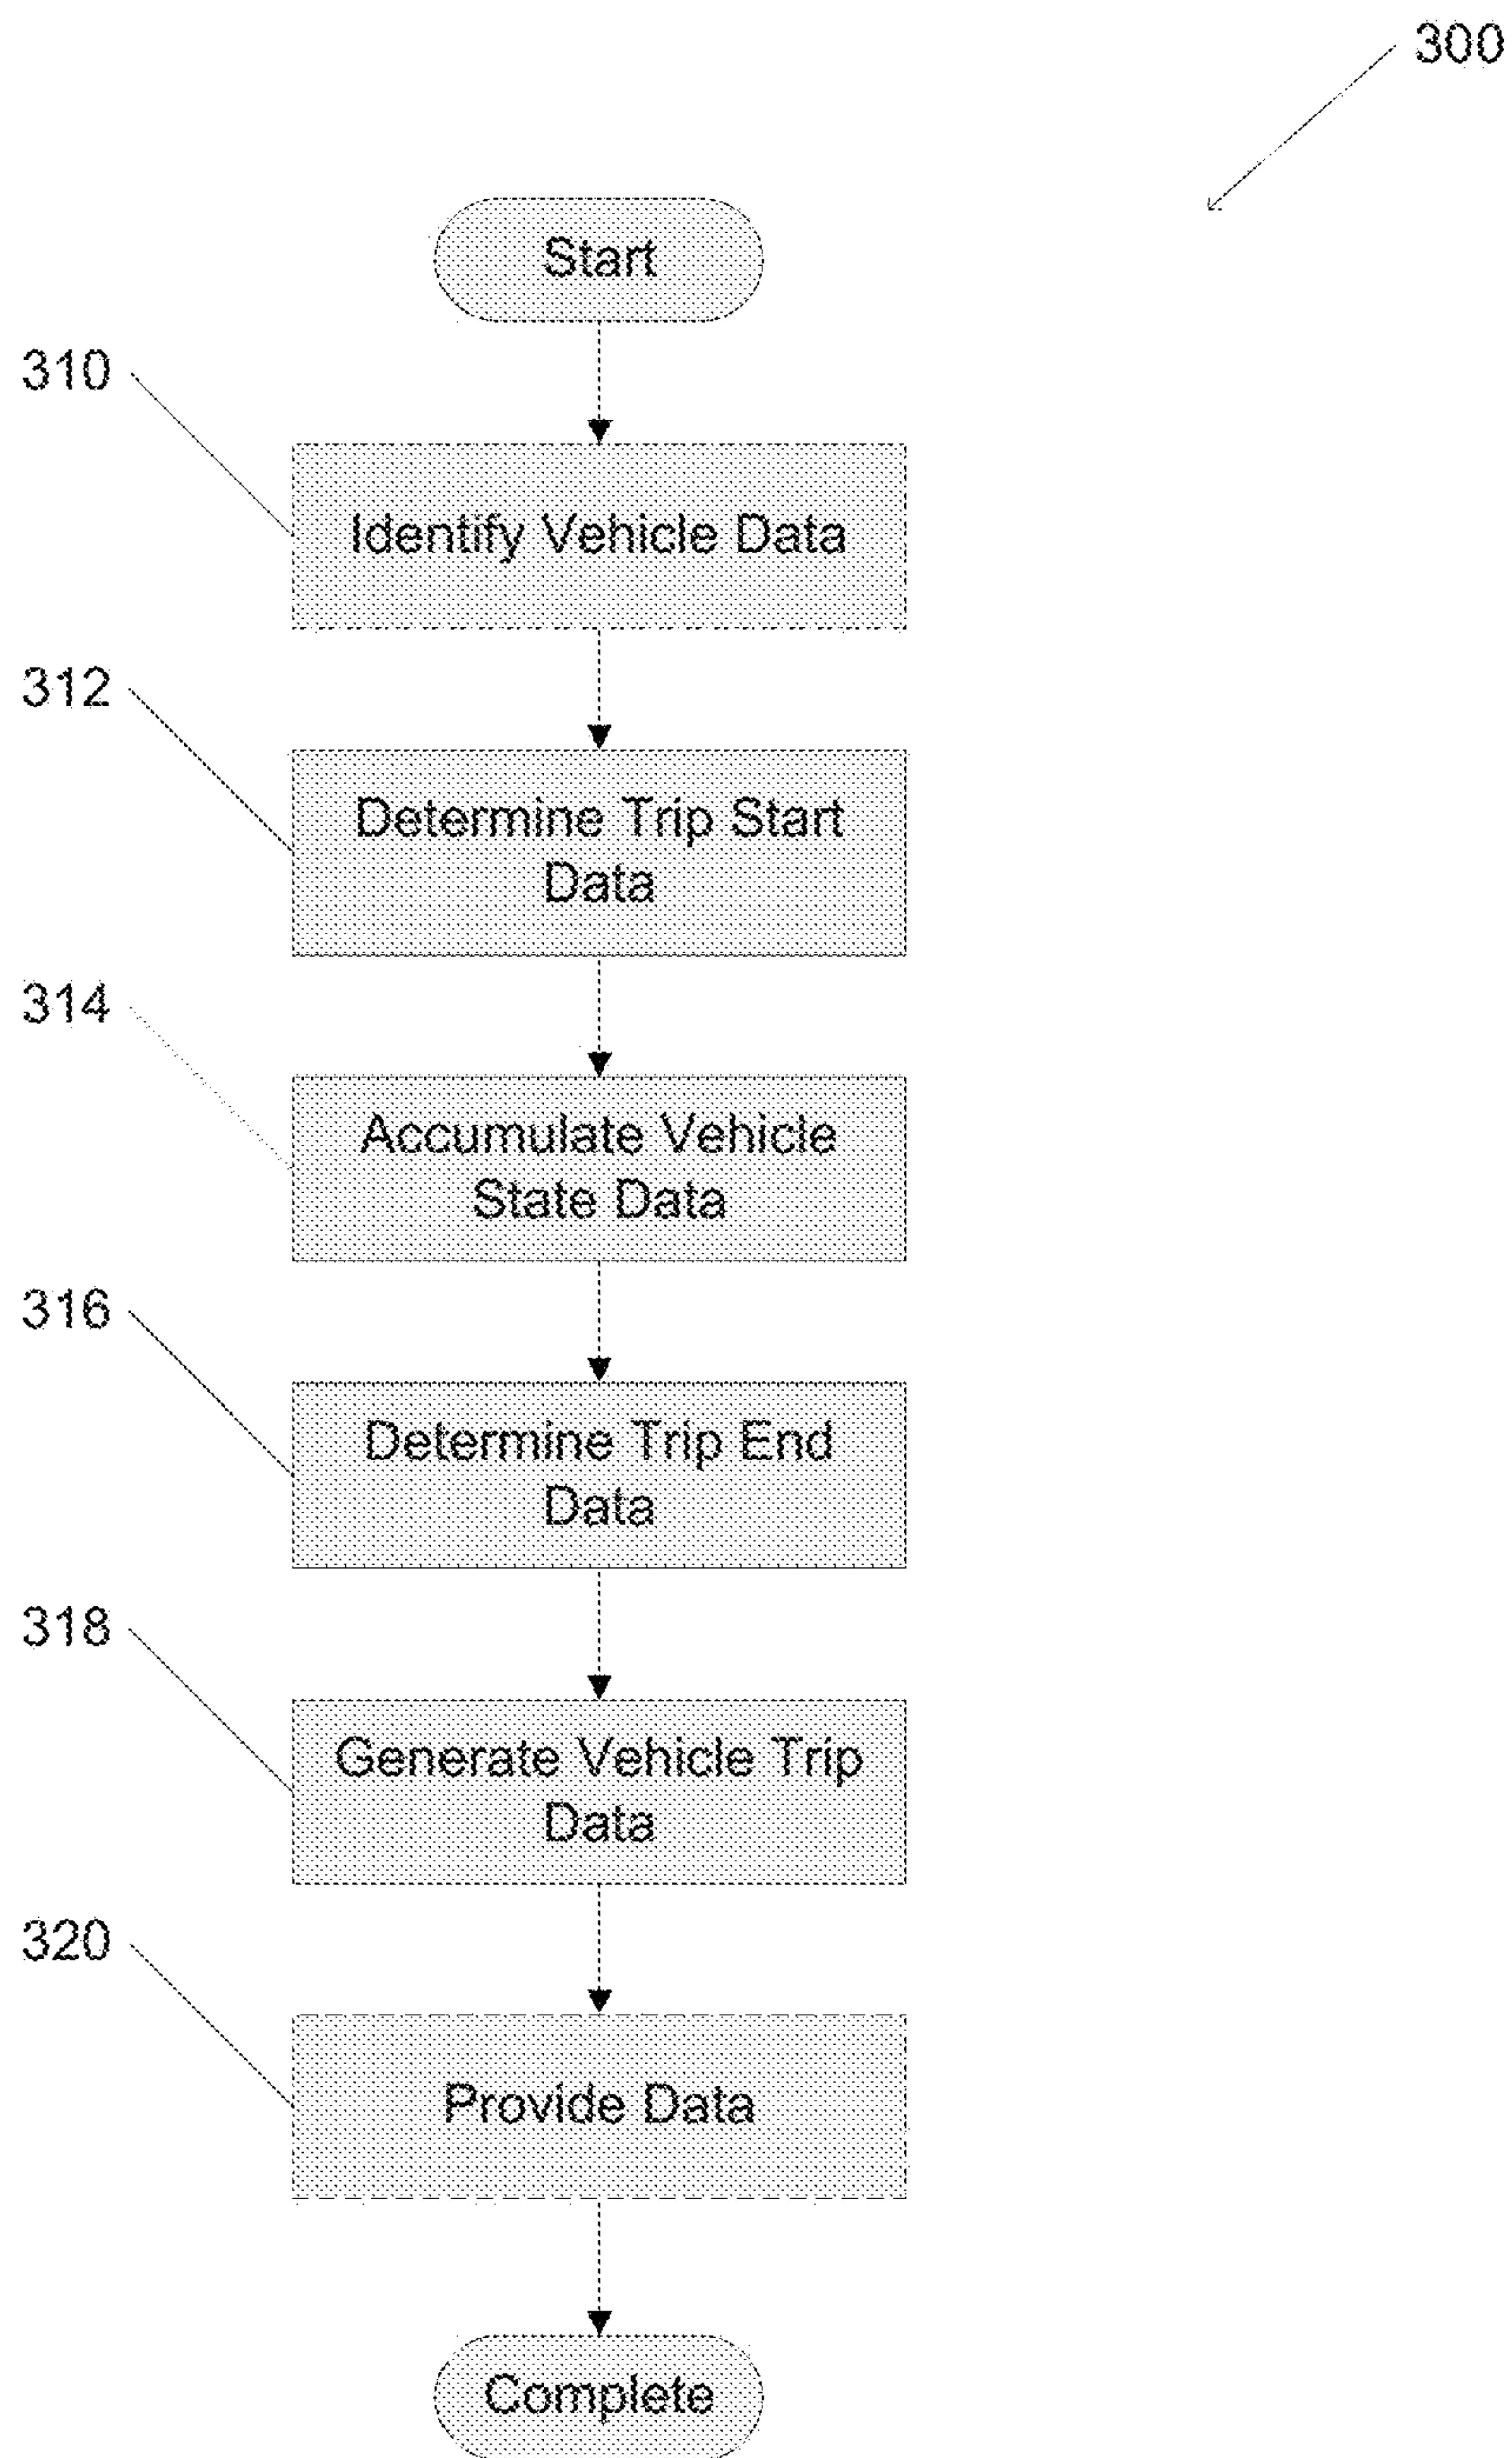 300
Start
310
Identify Vehicle Data
312
Determine Trip Start
Data
314
Accumulate Vehicle
State Data
316
Determine Trip End
Data
318
Generate Vehicle Trip
Data
320
Provide Data
Complete